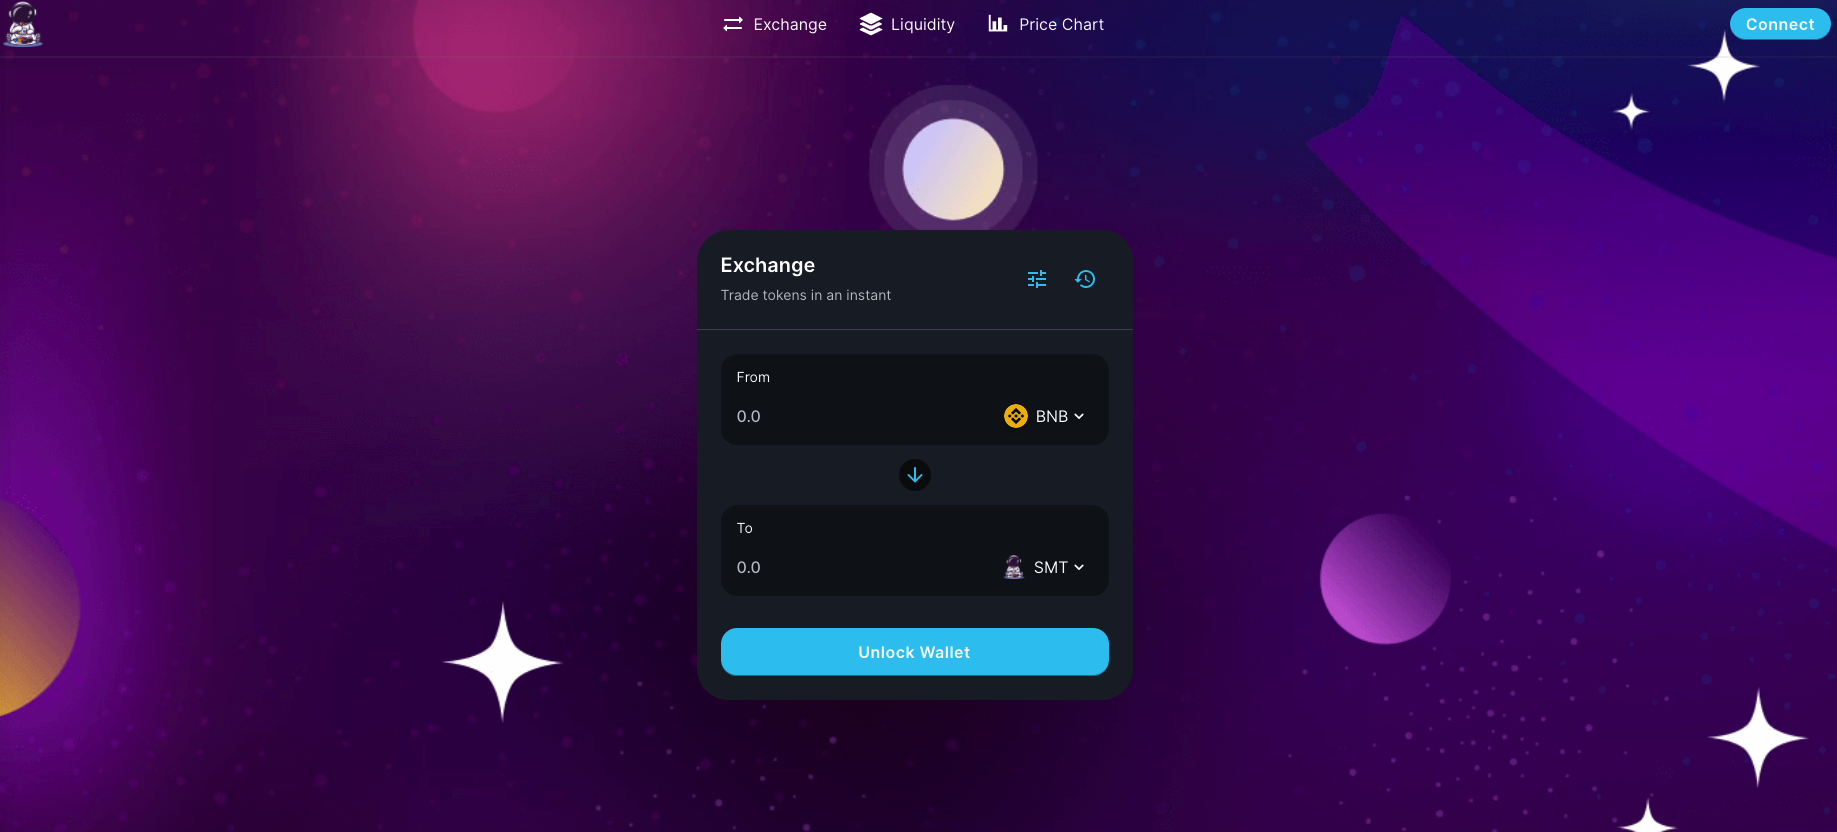 Exchange
Liquidity
Price Chart
Connect
Exchange
Trade tokens in an instant
From
0.0
BNB
To
0.0
SMT
Unlock Wallet